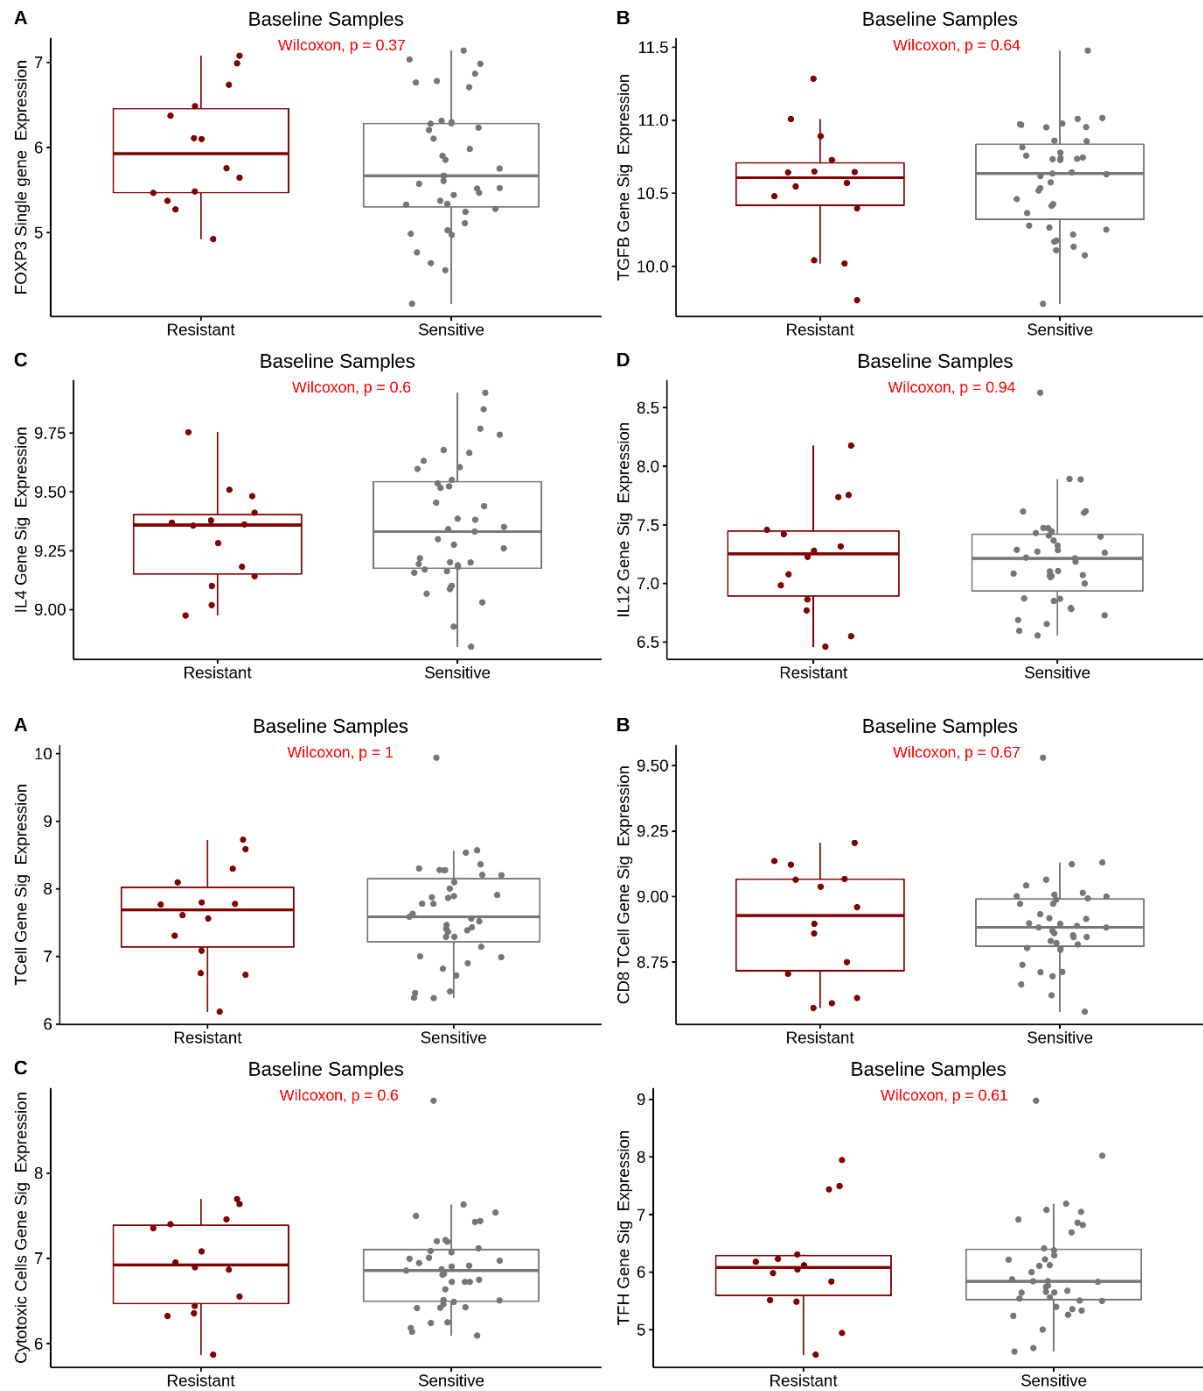 A
Baseline Samples
Wilcoxon, p = 0.37
FOXP3 Single gene Expression
7
6
5
Resistant
Sensitive
B
Baseline Samples
Wilcoxon, p = 0.64
TGFB Gene Sig Expression
11.5
11.0
10.5
10.0
Resistant
Sensitive
C
Baseline Samples
Wilcoxon, p = 0.6
IL4 Gene Sig Expression
9.75
9.50
9.25
9.00
Resistant
Sensitive
D
Baseline Samples
Wilcoxon, p = 0.94
IL12 Gene Sig Expression
8.5
8.0
7.5
7.0
6.5
Resistant
Sensitive
A
Baseline Samples
Wilcoxon, p = 1
TCell Gene Sig Expression
10
9
8
7
6
Resistant
Sensitive
B
Baseline Samples
Wilcoxon, p = 0.67
CD8 TCell Gene Sig Expression
9.50
9.25
9.00
8.75
Resistant
Sensitive
C
Baseline Samples
Wilcoxon, p = 0.6
Cytotoxic Cells Gene Sig Expression
8
7
6
Resistant
Sensitive
Baseline Samples
Wilcoxon, p = 0.61
TFH Gene Sig Expression
9
8
7
6
5
Resistant
Sensitive